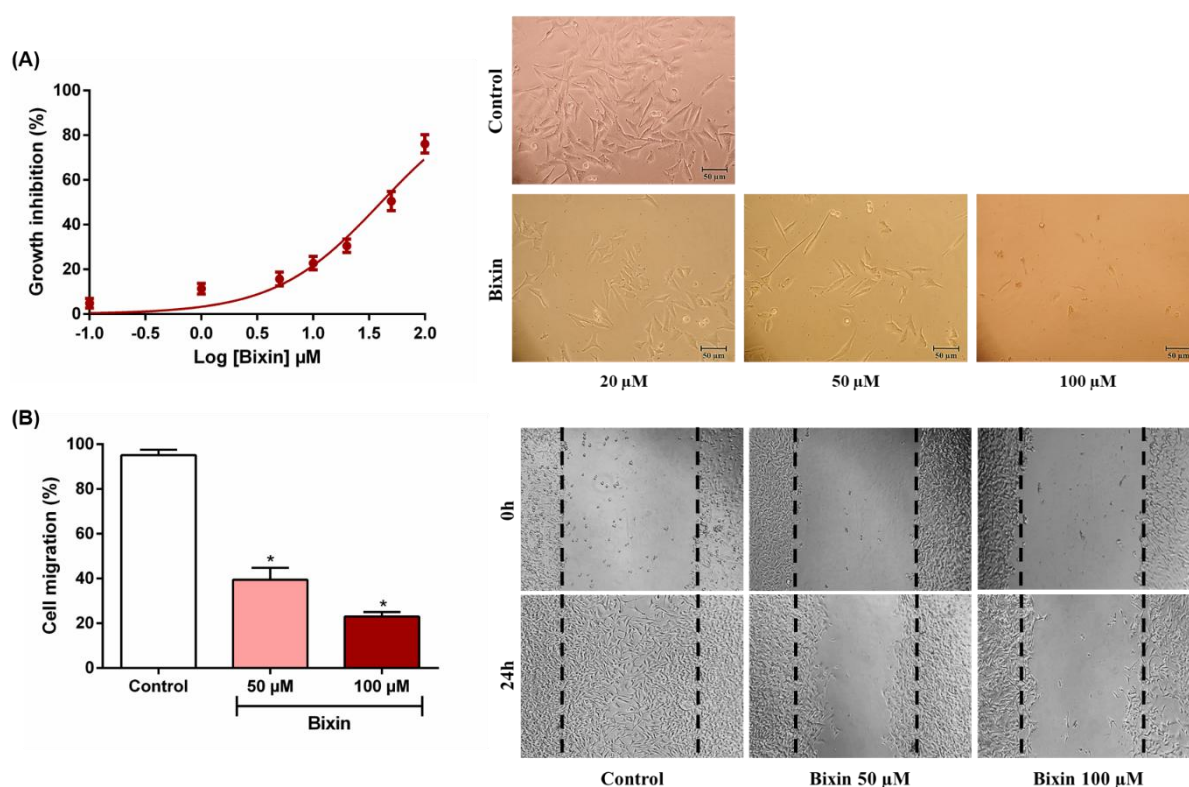 (A)
Growth inhibition (%)
100
80
60
40
20
0
-1.0 -0.5 0.0 0.5 1.0 1.5 2.0
Log [Bixin] µM
Control
50 µm
Bixin
50 µm
50 µm
50 µm
20 µM 50 µM 100 µM
(B)
Cell migration (%)
100
80
60
40
20
0
* *
Control 50 µM 100 µM
Bixin
0h
24h
Control Bixin 50 µM Bixin 100 µM